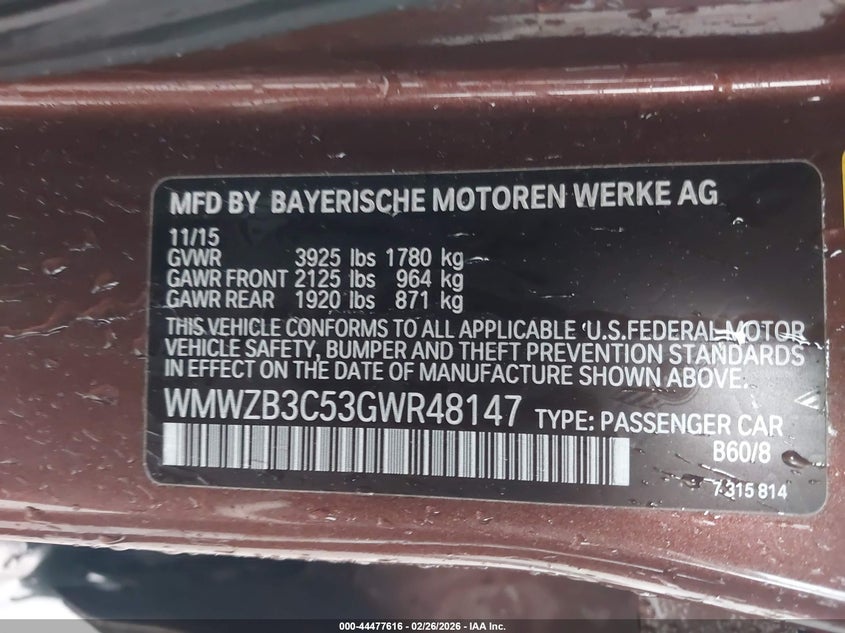 MFD BY BAYERISCHE MOTOREN WERKE AG
11/15
GVWR 3925 lbs 1780 kg
GAWR FRONT 2125 lbs 964 kg
GAWR REAR 1920 lbs 871 kg
THIS VEHICLE CONFORMS TO ALL APPLICABLE U.S.FEDERAL MOTOR
VEHICLE SAFETY, BUMPER AND THEFT PREVENTION STANDARDS
IN EFFECT ON THE DATE OF MANUFACTURE SHOWN ABOVE.
WMWZB3C53GWR48147 TYPE: PASSENGER CAR
B60/8
7 315 814
000-44477616 - 02/26/2026 - IAA Inc.